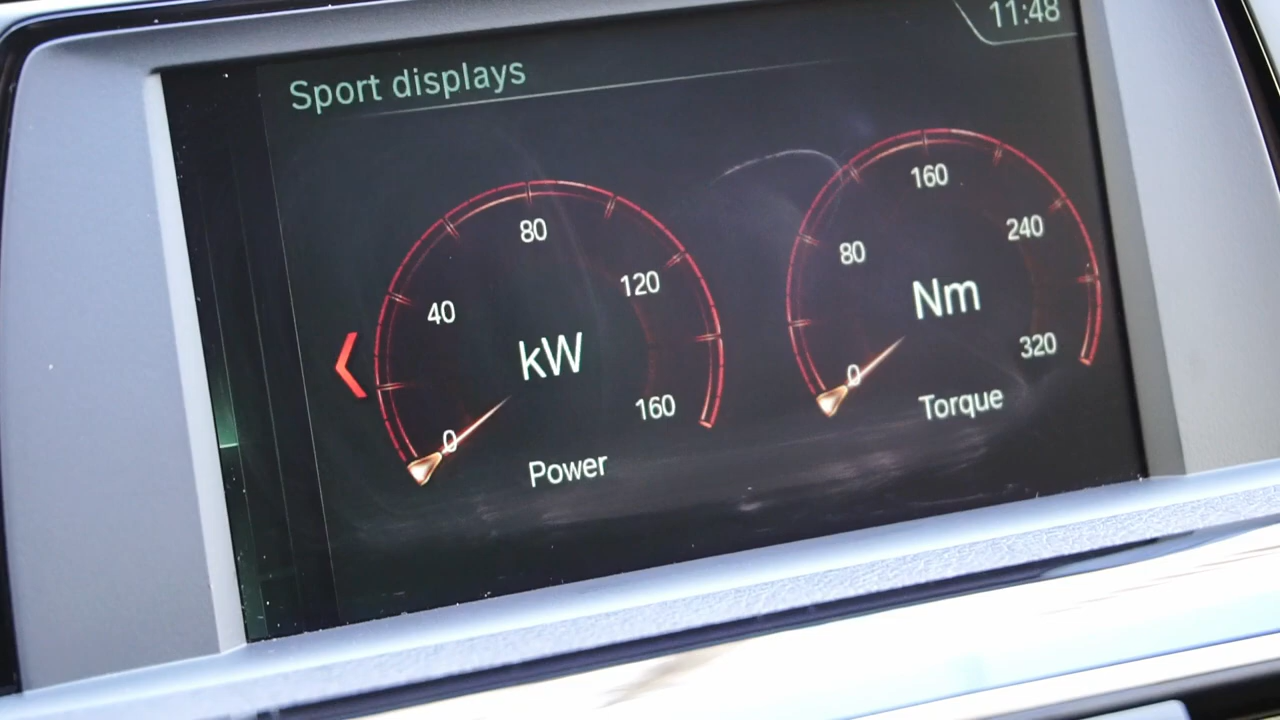 11:48
Sport displays
0
40
80
120
160
kW
Power
0
80
160
240
320
Nm
Torque